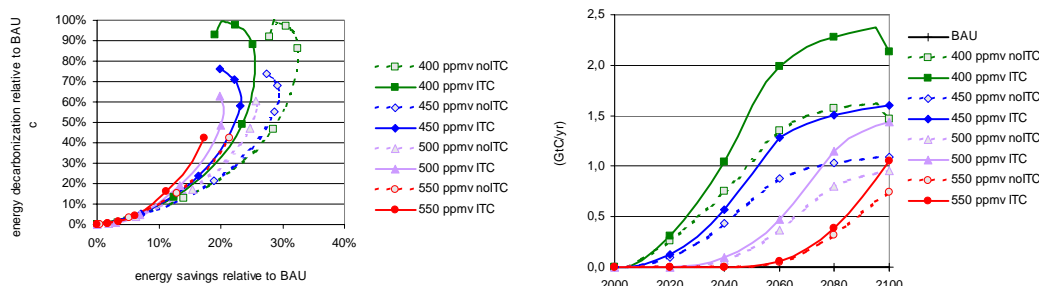 energy decarbonization relative to BAU
c
100%
90%
80%
70%
60%
50%
40%
30%
20%
10%
0%
0% 10% 20% 30% 40%
energy savings relative to BAU
400 ppmv noITC
400 ppmv ITC
450 ppmv noITC
450 ppmv ITC
500 ppmv noITC
500 ppmv ITC
550 ppmv noITC
550 ppmv ITC
(GtC/yr)
2,5
2,0
1,5
1,0
0,5
0,0
2000 2020 2040 2060 2080 2100
BAU
400 ppmv noITC
400 ppmv ITC
450 ppmv noITC
450 ppmv ITC
500 ppmv noITC
500 ppmv ITC
550 ppmv noITC
550 ppmv ITC